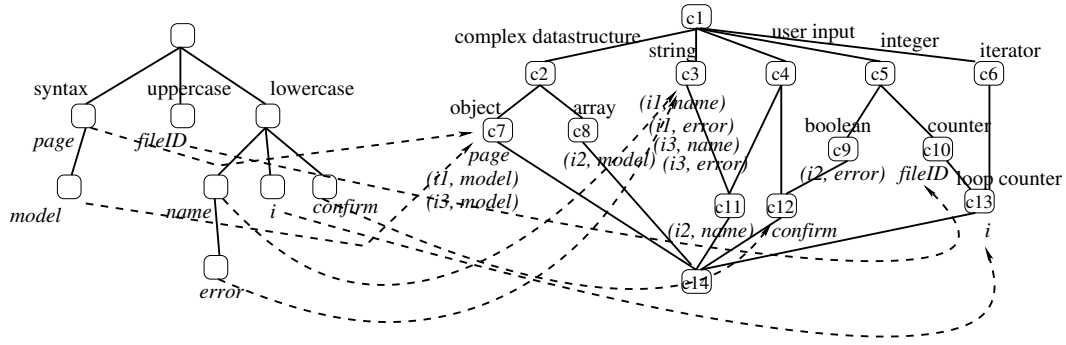 c1
complex datastructure
user input
string
integer
iterator
c2
c3
c4
c5
c6
syntax
uppercase
lowercase
object
array
(i1, name)
page
fileID
c7
c8
(i1, error)
boolean
counter
page
(i2, model)
(i3, name)
c9
c10
(i1, model)
(i3, error)
(i2, error)
fileID
loop counter
(i3, model)
model
name
i
confirm
c11
c12
c13
(i2, name)
confirm
i
error
c14